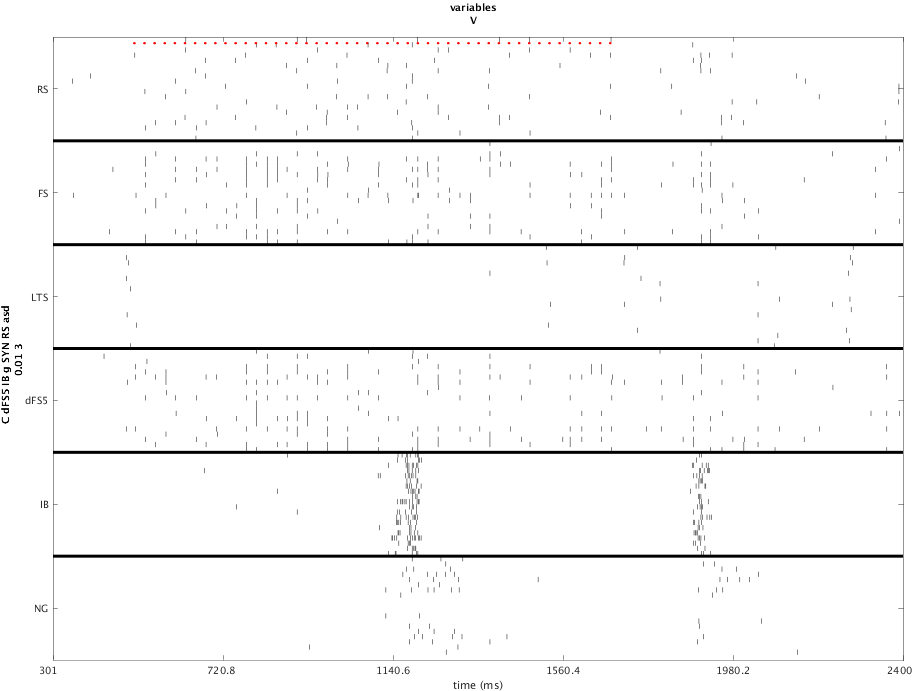 variables
V
RS
FS
LTS
dFS5
IB
NG
C dFS5 IB g SYN RS asd
0.01 3
301
720.8
1140.6
1560.4
1980.2
2400
time (ms)